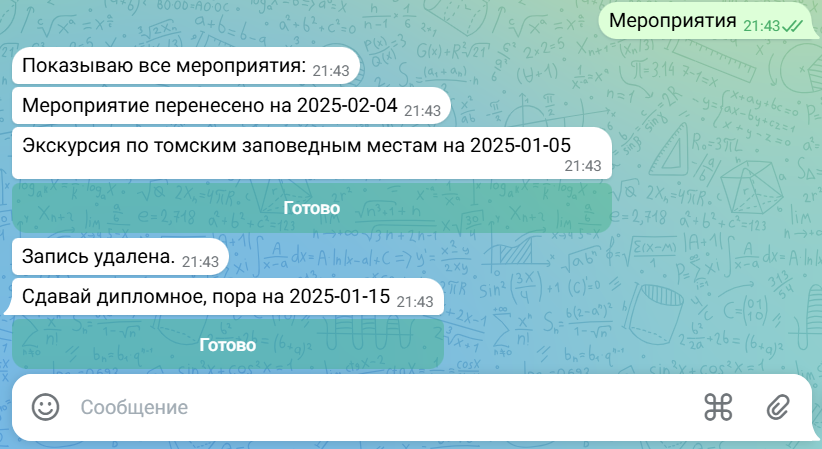 Мероприятия 21:43
Показываю все мероприятия: 21:43
Мероприятие перенесено на 2025-02-04 21:43
Экскурсия по томским заповедным местам на 2025-01-05
21:43
Готово
Запись удалена. 21:43
Сдавай дипломное, пора на 2025-01-15 21:43
Готово
Сообщение